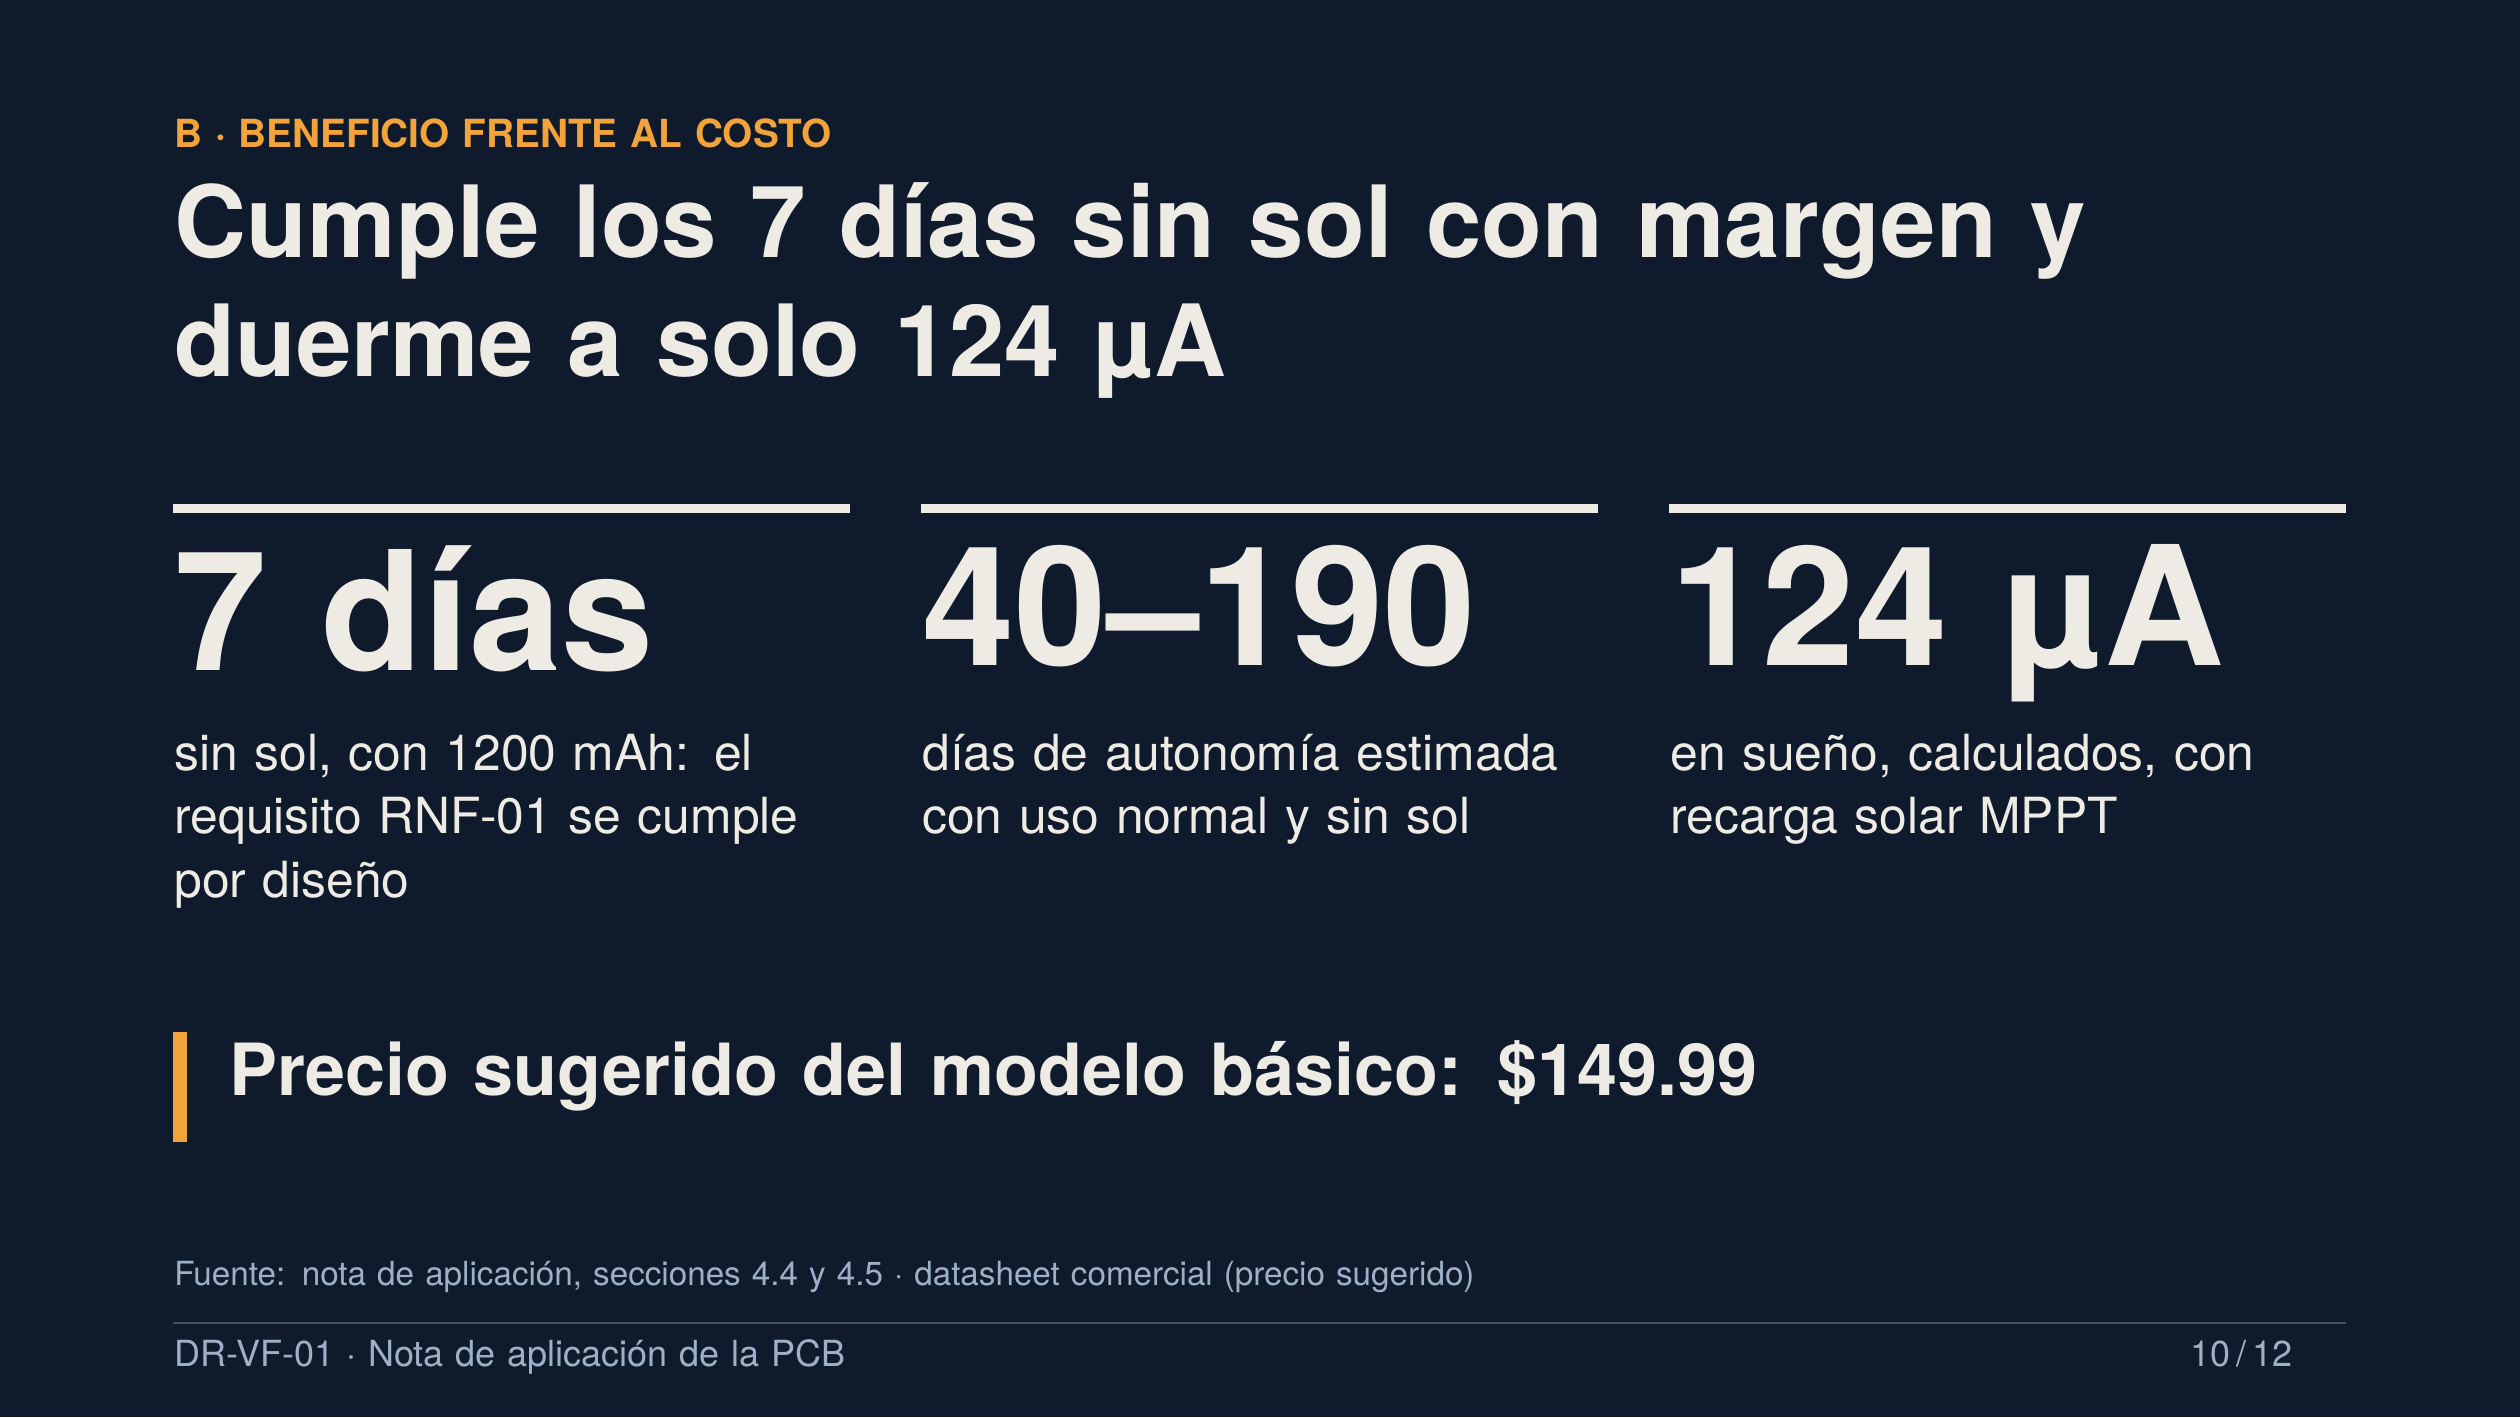 B · BENEFICIO FRENTE AL COSTO
Cumple los 7 días sin sol con margen y
duerme a solo 124 µA
7 días
sin sol, con 1200 mAh: el
requisito RNF-01 se cumple
por diseño
40–190
días de autonomía estimada
con uso normal y sin sol
124 µA
en sueño, calculados, con
recarga solar MPPT
Precio sugerido del modelo básico: $149.99
Fuente: nota de aplicación, secciones 4.4 y 4.5 · datasheet comercial (precio sugerido)
DR-VF-01 · Nota de aplicación de la PCB
10/12